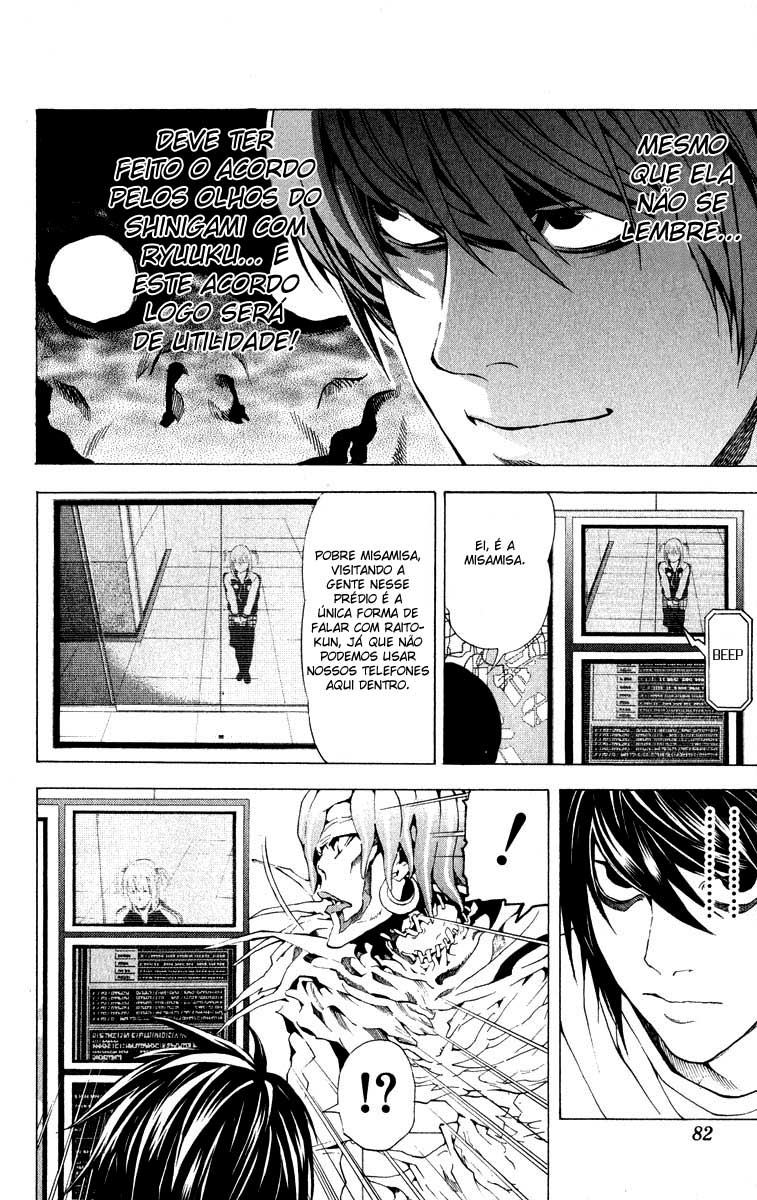 MESMO
QUE ELA
NÃO SE
LEMBRE...
DEVE TER
FEITO O ACORDO
PELOS OLHOS DO
SHINIGAMI COM
RYUUKU... E
ESTE ACORDO
LOGO SERÁ
DE UTILIDADE!
BEEP
EI, É A
MISAMISA.
POBRE MISAMISA,
VISITANDO A
GENTE NESSE
PRÉDIO É A
ÚNICA FORMA DE
FALAR COM RAITO-
KUN, JÁ QUE NÃO
PODEMOS USAR
NOSSOS TELEFONES
AQUI DENTRO.
!
!?
82